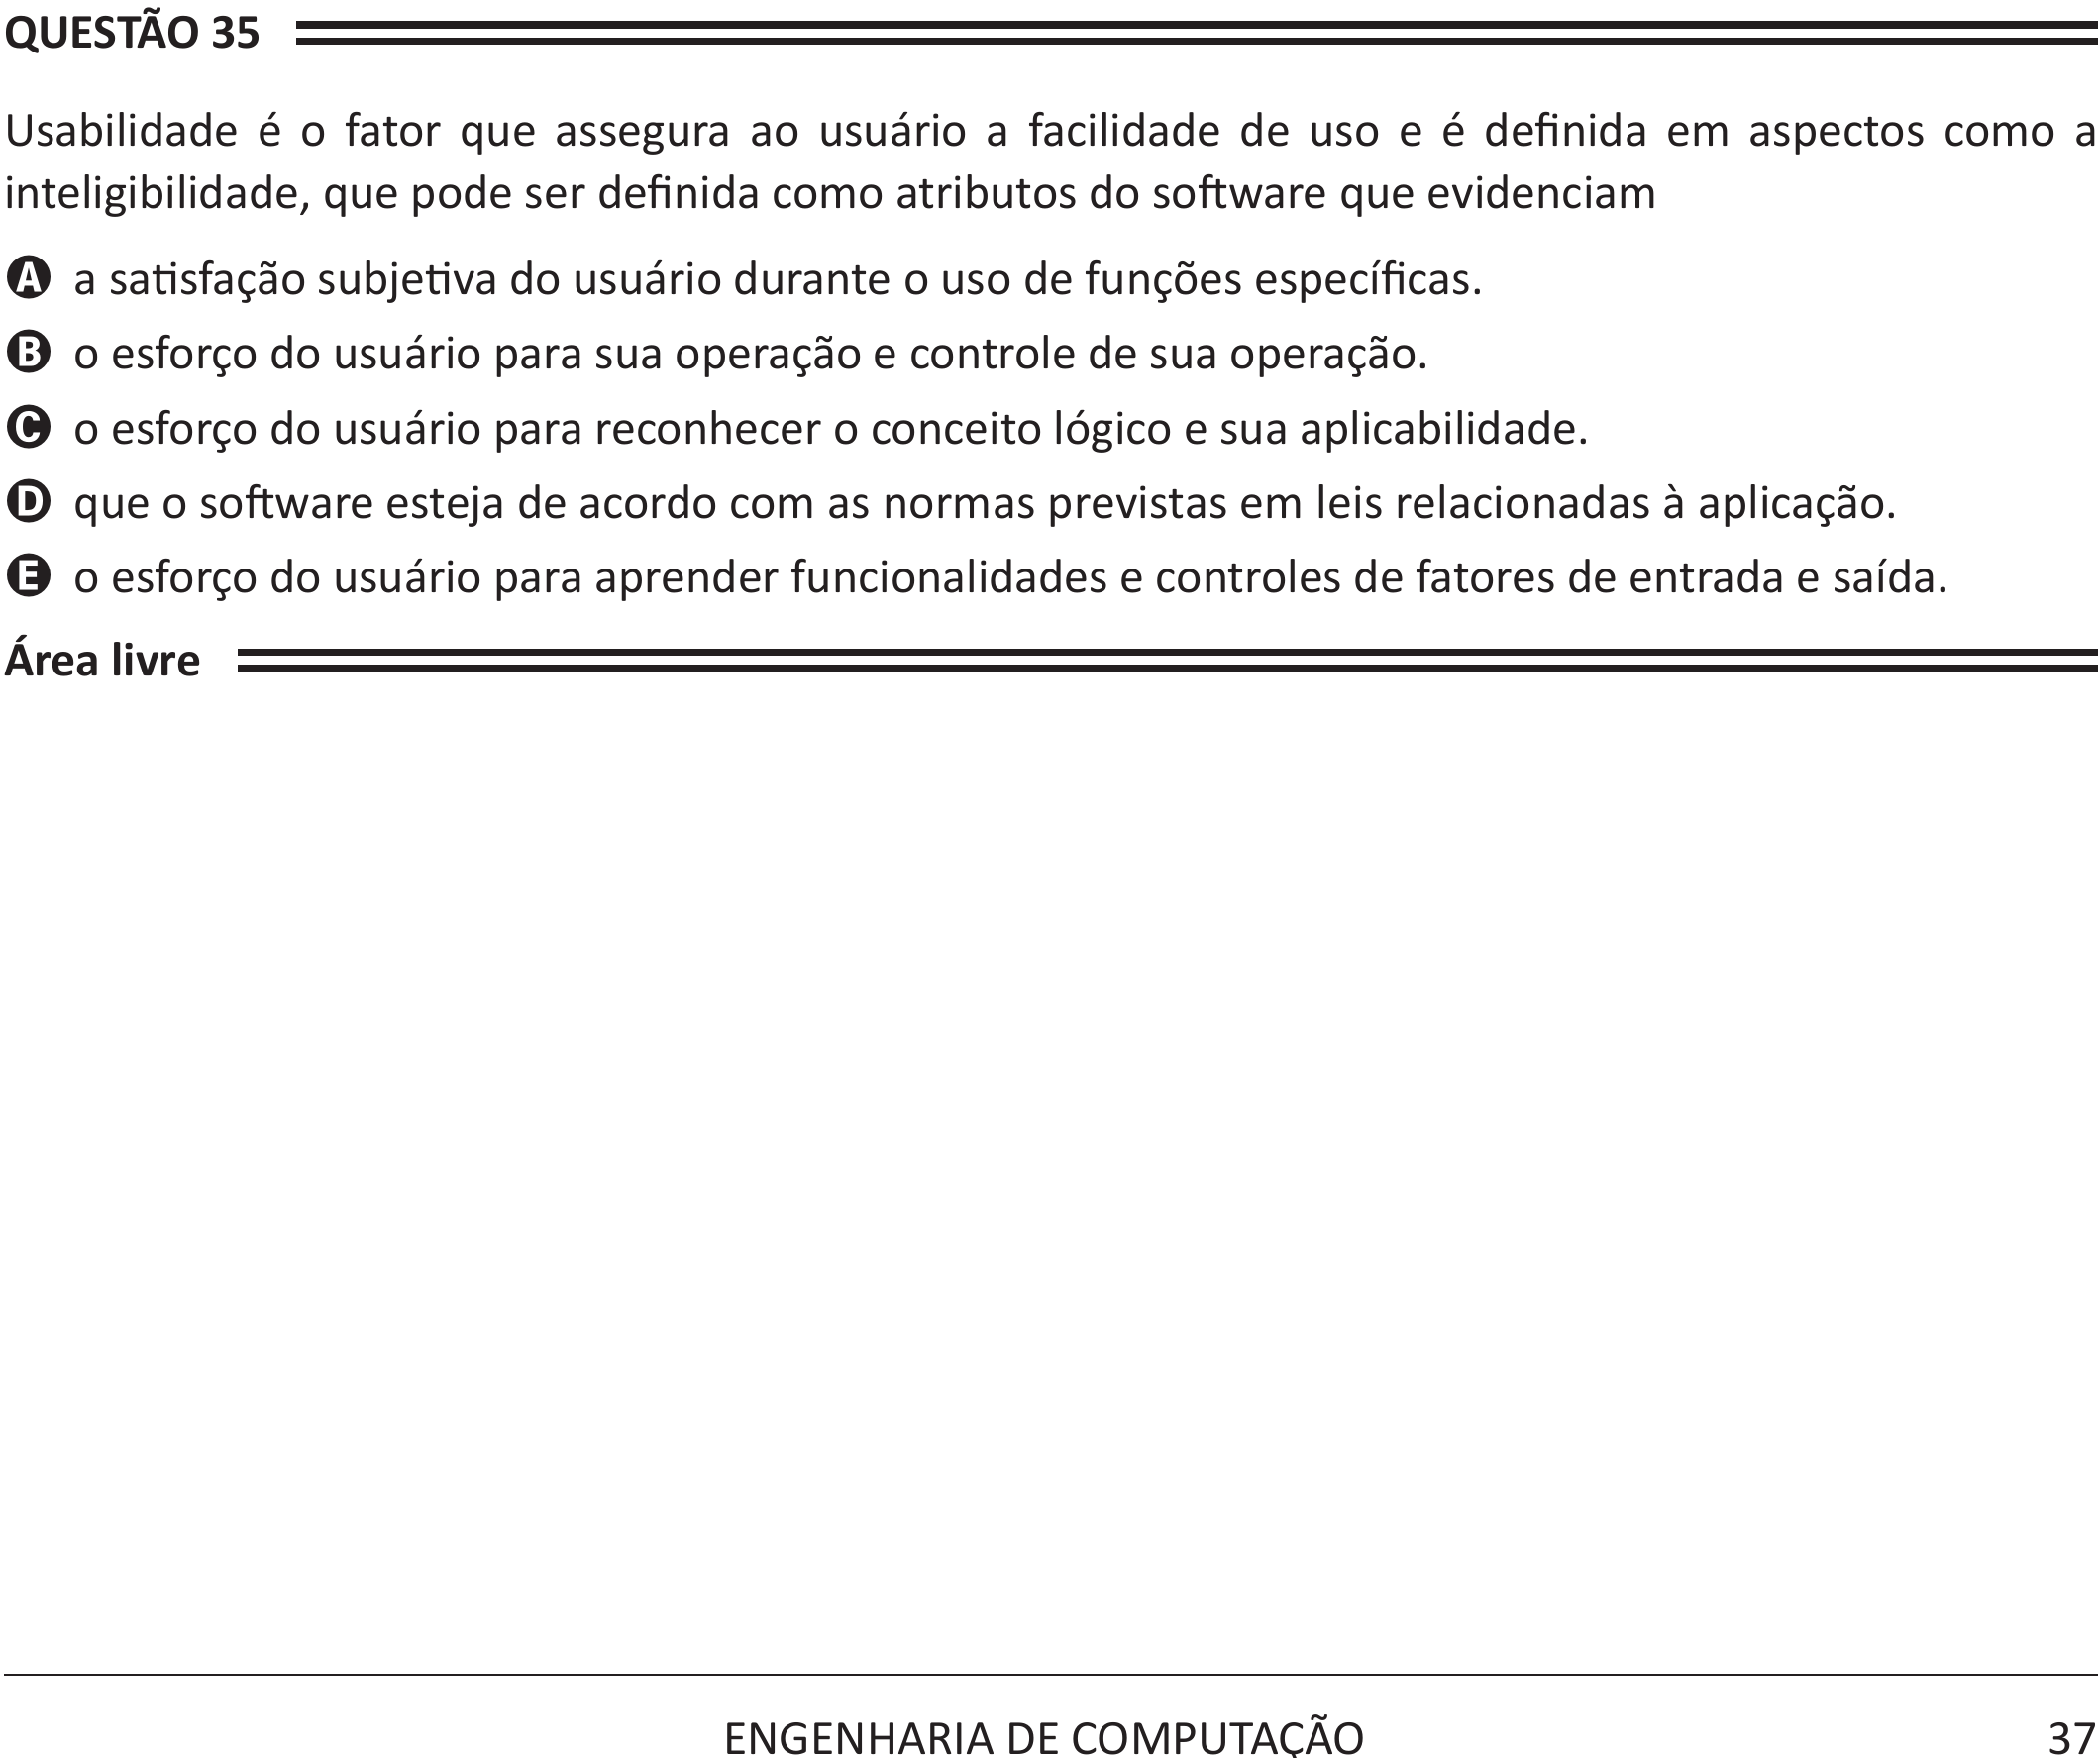 QUESTÃO 35
Usabilidade é o fator que assegura ao usuário a facilidade de uso e é definida em aspectos como a
inteligibilidade, que pode ser definida como atributos do software que evidenciam
A a satisfação subjetiva do usuário durante o uso de funções específicas.
B o esforço do usuário para sua operação e controle de sua operação.
C o esforço do usuário para reconhecer o conceito lógico e sua aplicabilidade.
D que o software esteja de acordo com as normas previstas em leis relacionadas à aplicação.
E o esforço do usuário para aprender funcionalidades e controles de fatores de entrada e saída.
Área livre
ENGENHARIA DE COMPUTAÇÃO 37